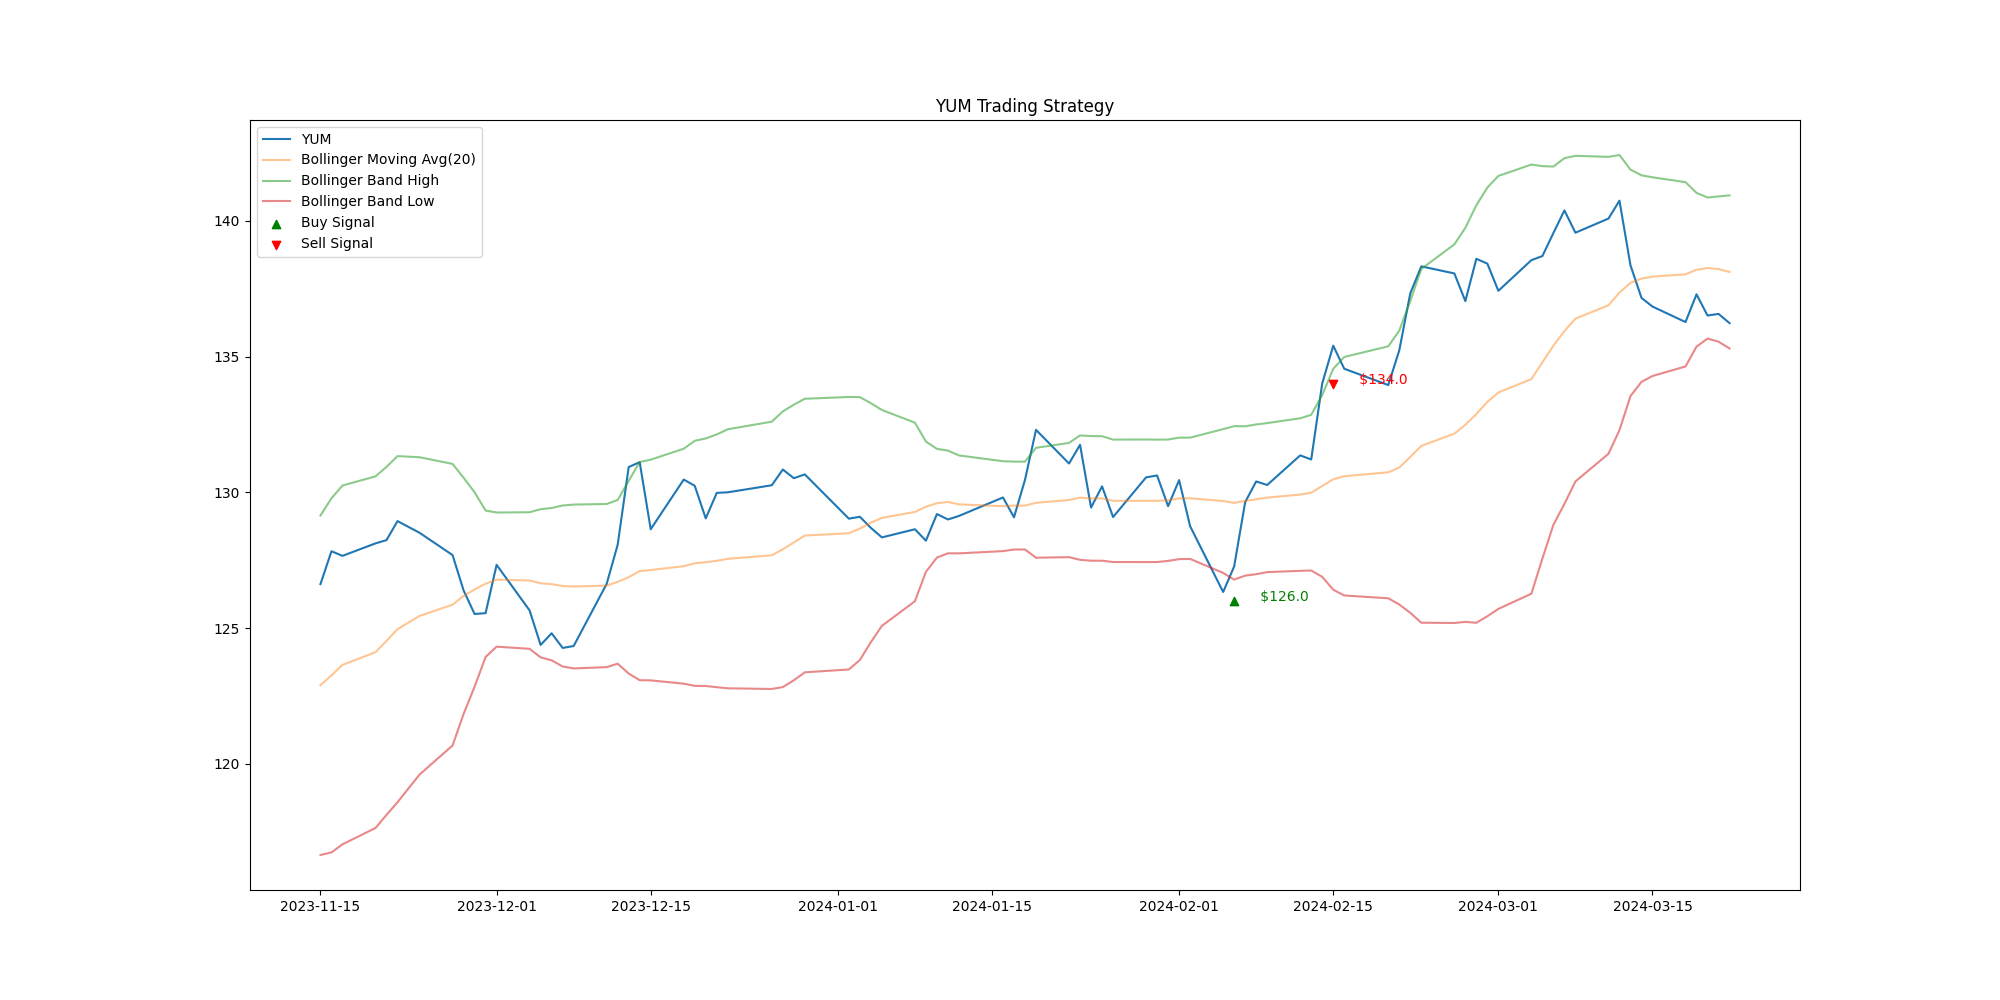 YUM Trading Strategy
YUM
Bollinger Moving Avg(20)
Bollinger Band High
Bollinger Band Low
Buy Signal
Sell Signal
140
135
130
125
120
$134.0
$126.0
2023-11-15
2023-12-01
2023-12-15
2024-01-01
2024-01-15
2024-02-01
2024-02-15
2024-03-01
2024-03-15